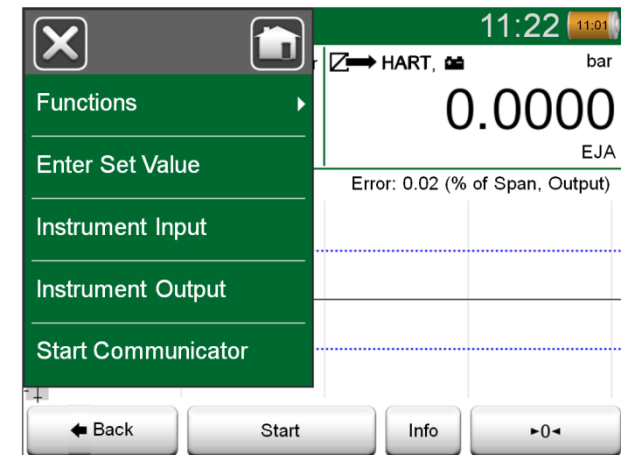 11:22 11:01
HART, bar
0.0000
EJA
Error: 0.02 (% of Span, Output)
Functions
Enter Set Value
Instrument Input
Instrument Output
Start Communicator
Back Start Info ►0◄